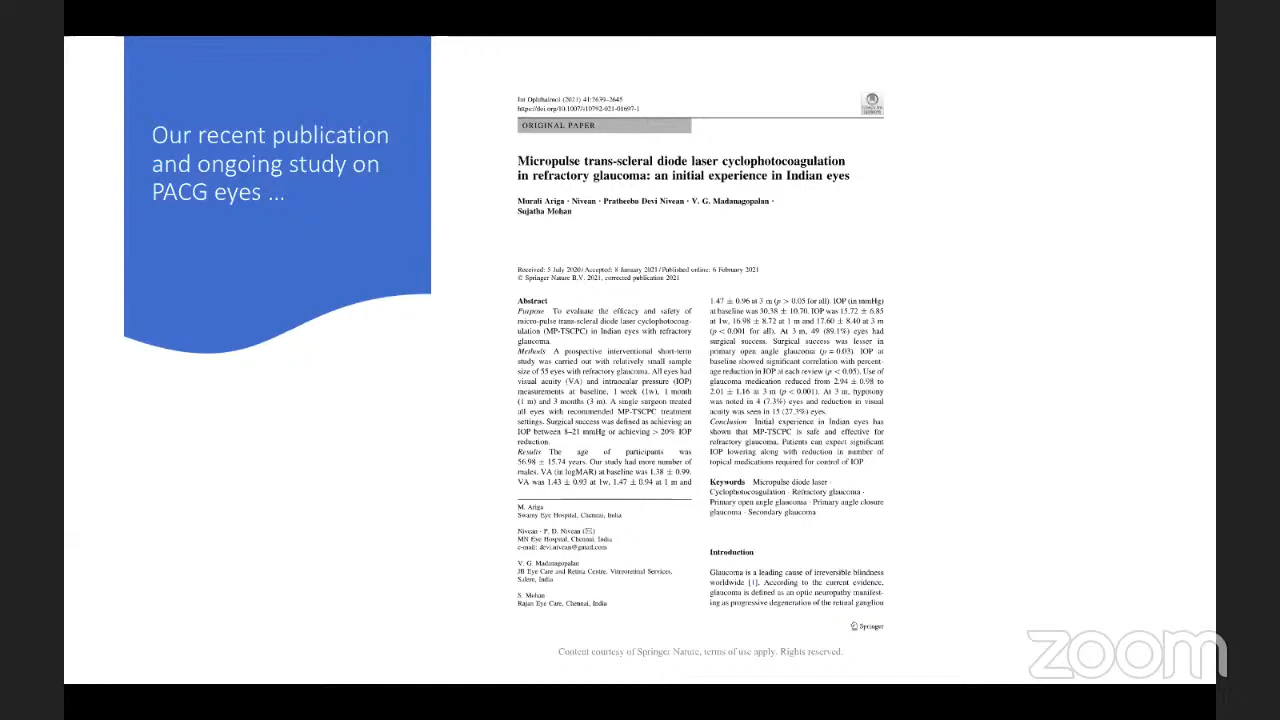 Our recent publication
and ongoing study on
PACG eyes ...
Int Ophthalmol (2021) 41:2639–2645
https://doi.org/10.1007/s10792-021-01697-1
ORIGINAL PAPER
Micropulse trans-scleral diode laser cyclophotocoagulation
in refractory glaucoma: an initial experience in Indian eyes
Murali Ariga · Nivean · Pratheeba Devi Nivean · V. G. Madanagopalan ·
Sujatha Mohan
Received: 5 July 2020 / Accepted: 8 January 2021 / Published online: 6 February 2021
© Springer Nature B.V. 2021, corrected publication 2021
Abstract
Purpose To evaluate the efficacy and safety of
micro-pulse trans-scleral diode laser cyclophotocoag-
ulation (MP-TSCPC) in Indian eyes with refractory
glaucoma.
Methods A prospective interventional short-term
study was carried out with relatively small sample
size of 55 eyes with refractory glaucoma. All eyes had
visual acuity (VA) and intraocular pressure (IOP)
measurements at baseline, 1 week (1w), 1 month
(1 m) and 3 months (3 m). A single surgeon treated
all eyes with recommended MP-TSCPC treatment
settings. Surgical success was defined as achieving an
IOP between 8–21 mmHg or achieving > 20% IOP
reduction.
Results The age of participants was
56.98 ± 15.74 years. Our study had more number of
males. VA (in logMAR) at baseline was 1.38 ± 0.99.
VA was 1.43 ± 0.93 at 1w, 1.47 ± 0.94 at 1 m and
M. Ariga
Swamy Eye Hospital, Chennai, India
Nivean · P. D. Nivean
MN Eye Hospital, Chennai, India
e-mail: devi.nivean@gmail.com
V. G. Madanagopalan
JB Eye Care and Retina Centre, Vitreoretinal Services,
Salem, India
S. Mohan
Rajan Eye Care, Chennai, India
1.47 ± 0.96 at 3 m (p > 0.05 for all). IOP (in mmHg)
at baseline was 30.38 ± 10.70. IOP was 15.72 ± 6.85
at 1w, 16.98 ± 8.72 at 1 m and 17.60 ± 8.40 at 3 m
(p < 0.001 for all). At 3 m, 49 (89.1%) eyes had
surgical success. Surgical success was lesser in
primary open angle glaucoma (p = 0.03). IOP at
baseline showed significant correlation with percent-
age reduction in IOP at each review (p < 0.05). Use of
glaucoma medication reduced from 2.94 ± 0.98 to
2.01 ± 1.16 at 3 m (p < 0.001). At 3 m, hypotony
was noted in 4 (7.3%) eyes and reduction in visual
acuity was seen in 15 (27.3%) eyes.
Conclusion Initial experience in Indian eyes has
shown that MP-TSCPC is safe and effective for
refractory glaucoma. Patients can expect significant
IOP lowering along with reduction in number of
topical medications required for control of IOP
Keywords Micropulse diode laser ·
Cyclophotocoagulation · Refractory glaucoma ·
Primary open angle glaucoma · Primary angle closure
glaucoma · Secondary glaucoma
Introduction
Glaucoma is a leading cause of irreversible blindness
worldwide [1]. According to the current evidence,
glaucoma is defined as an optic neuropathy manifest-
ing as progressive degeneration of the retinal ganglion
Springer
Content courtesy of Springer Nature, terms of use apply. Rights reserved.
zoom